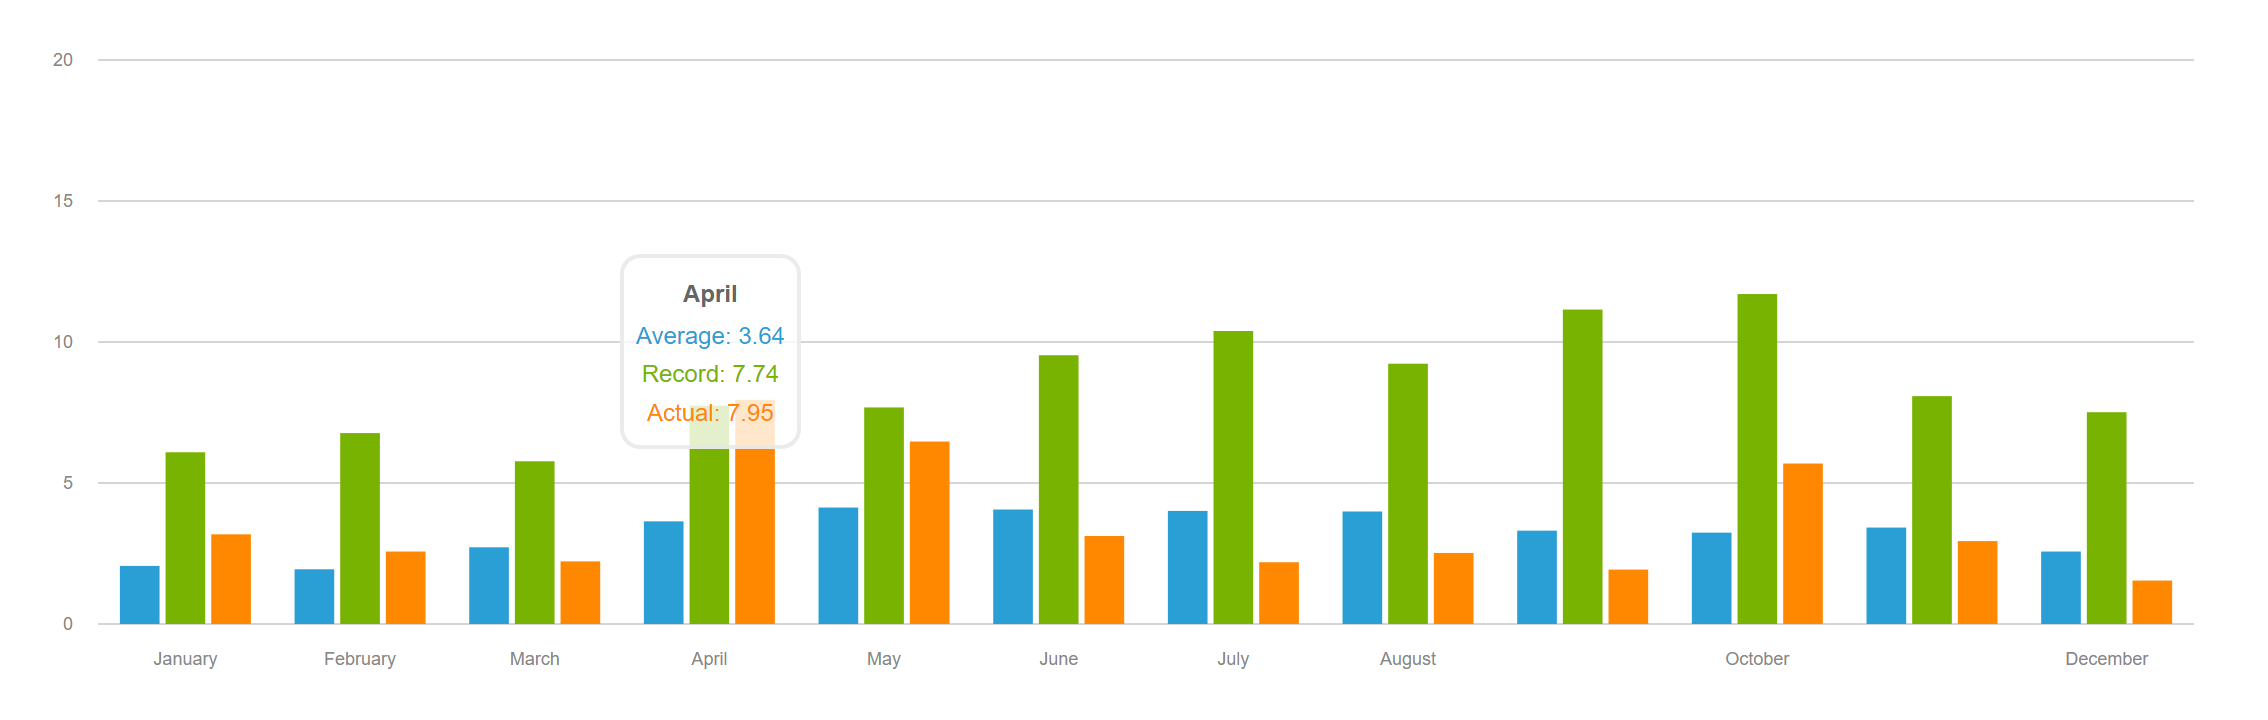 20
15
April
Average: 3.64
10
Record: 7.74
Actual: 7.95
5
0
January February March April May June July August October December